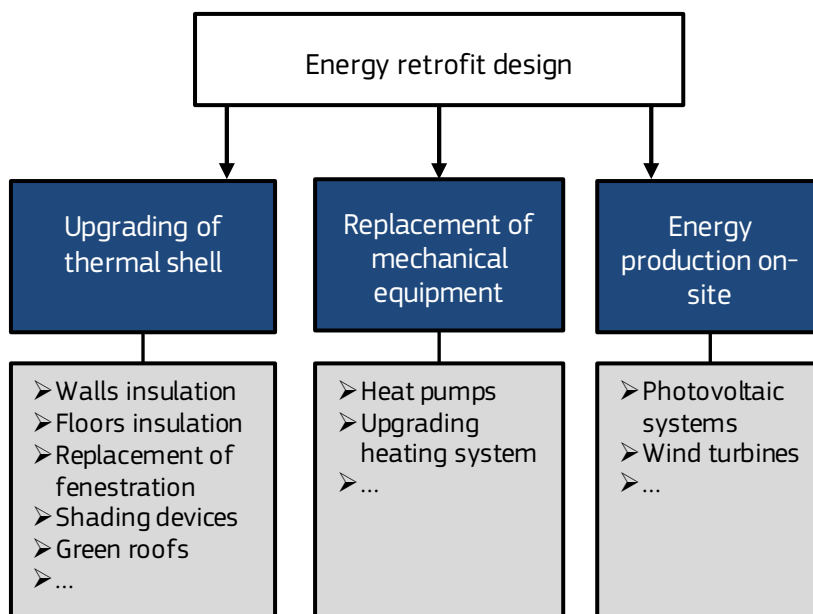 Energy retrofit design
Upgrading of
thermal shell
Replacement of
mechanical
equipment
Energy
production on-
site
➢Walls insulation
➢Floors insulation
➢Replacement of
fenestration
➢Shading devices
➢Green roofs
➢...
➢Heat pumps
➢Upgrading
heating system
➢...
➢Photovoltaic
systems
➢Wind turbines
➢...